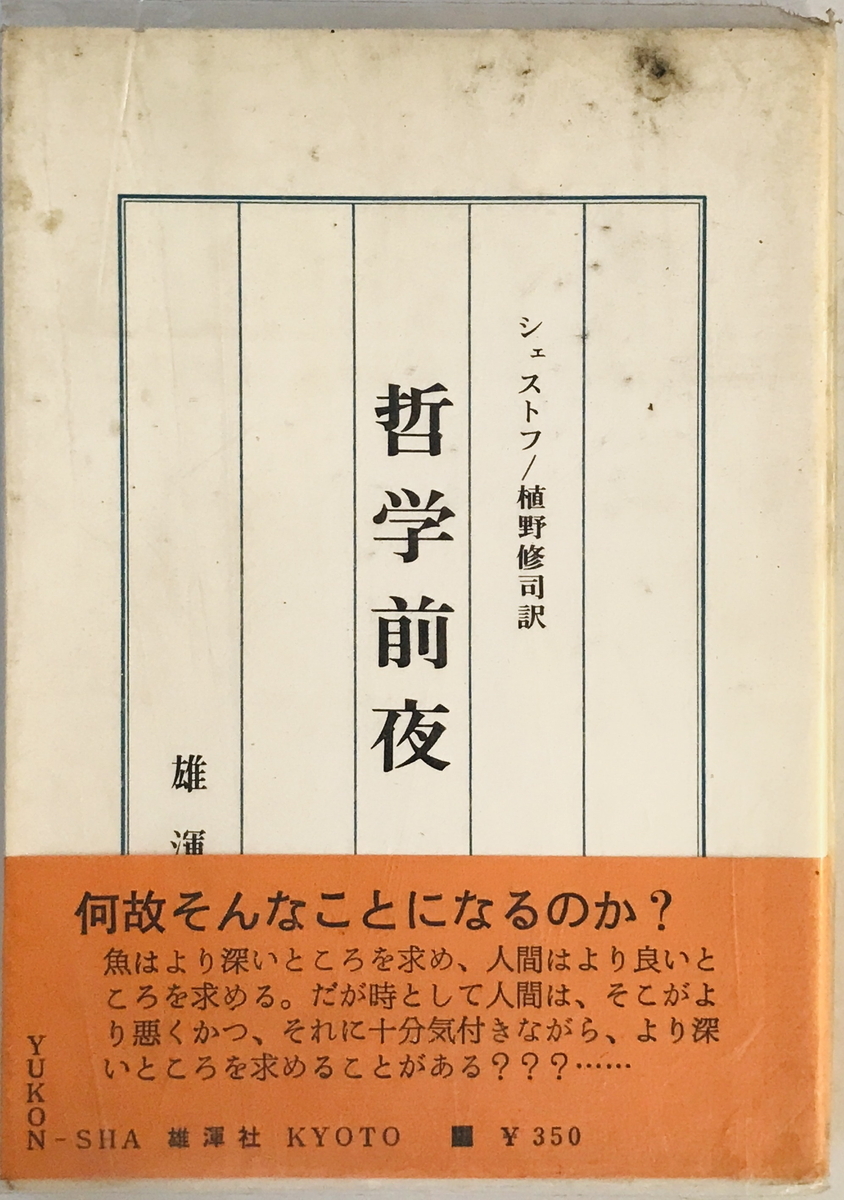 シェストフ/植野修司訳
哲学前夜
雄渾
何故そんなことになるのか?
魚はより深いところを求め、人間はより良いと
ころを求める。だが時として人間は、そこがよ
り悪くかつ、それに十分気付きながら、より深
いところを求めることがある???……
YUKON-SHA 雄渾社 KYOTO ■ ¥350